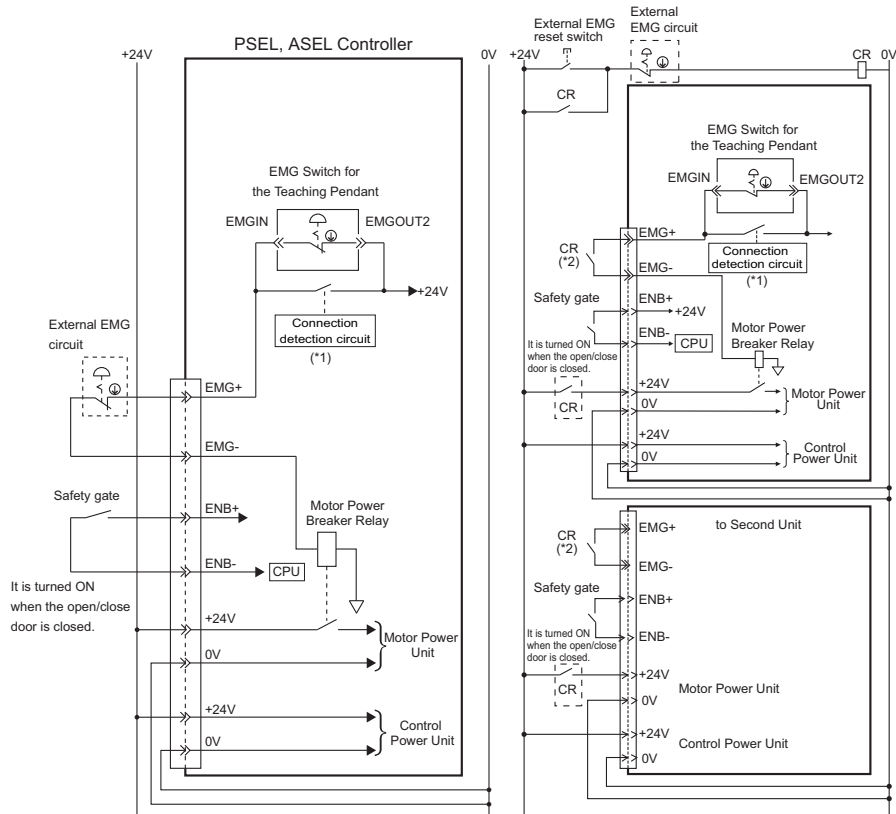 +24V
PSEL, ASEL Controller
0V
EMG Switch for
the Teaching Pendant
EMGIN
EMGOUT2
+24V
Connection
detection circuit
(*1)
External EMG
circuit
EMG+
EMG-
Safety gate
ENB+
Motor Power
Breaker Relay
ENB-
CPU
It is turned ON
when the open/close
door is closed.
+24V
0V
Motor Power
Unit
+24V
0V
Control
Power Unit
External EMG
reset switch
External
EMG circuit
+24V
CR
0V
CR
EMG Switch for
the Teaching Pendant
EMGIN
EMGOUT2
EMG+
CR
(*2)
EMG-
Connection
detection circuit
(*1)
Safety gate
ENB+
+24V
ENB-
CPU
Motor Power
Breaker Relay
It is turned ON
when the open/close
door is closed.
+24V
CR
0V
Motor Power
Unit
+24V
0V
Control
Power Unit
to Second Unit
CR
(*2)
EMG+
EMG-
Safety gate
ENB+
ENB-
It is turned ON
when the open/close
door is closed.
+24V
CR
0V
Motor Power Unit
+24V
0V
Control Power Unit